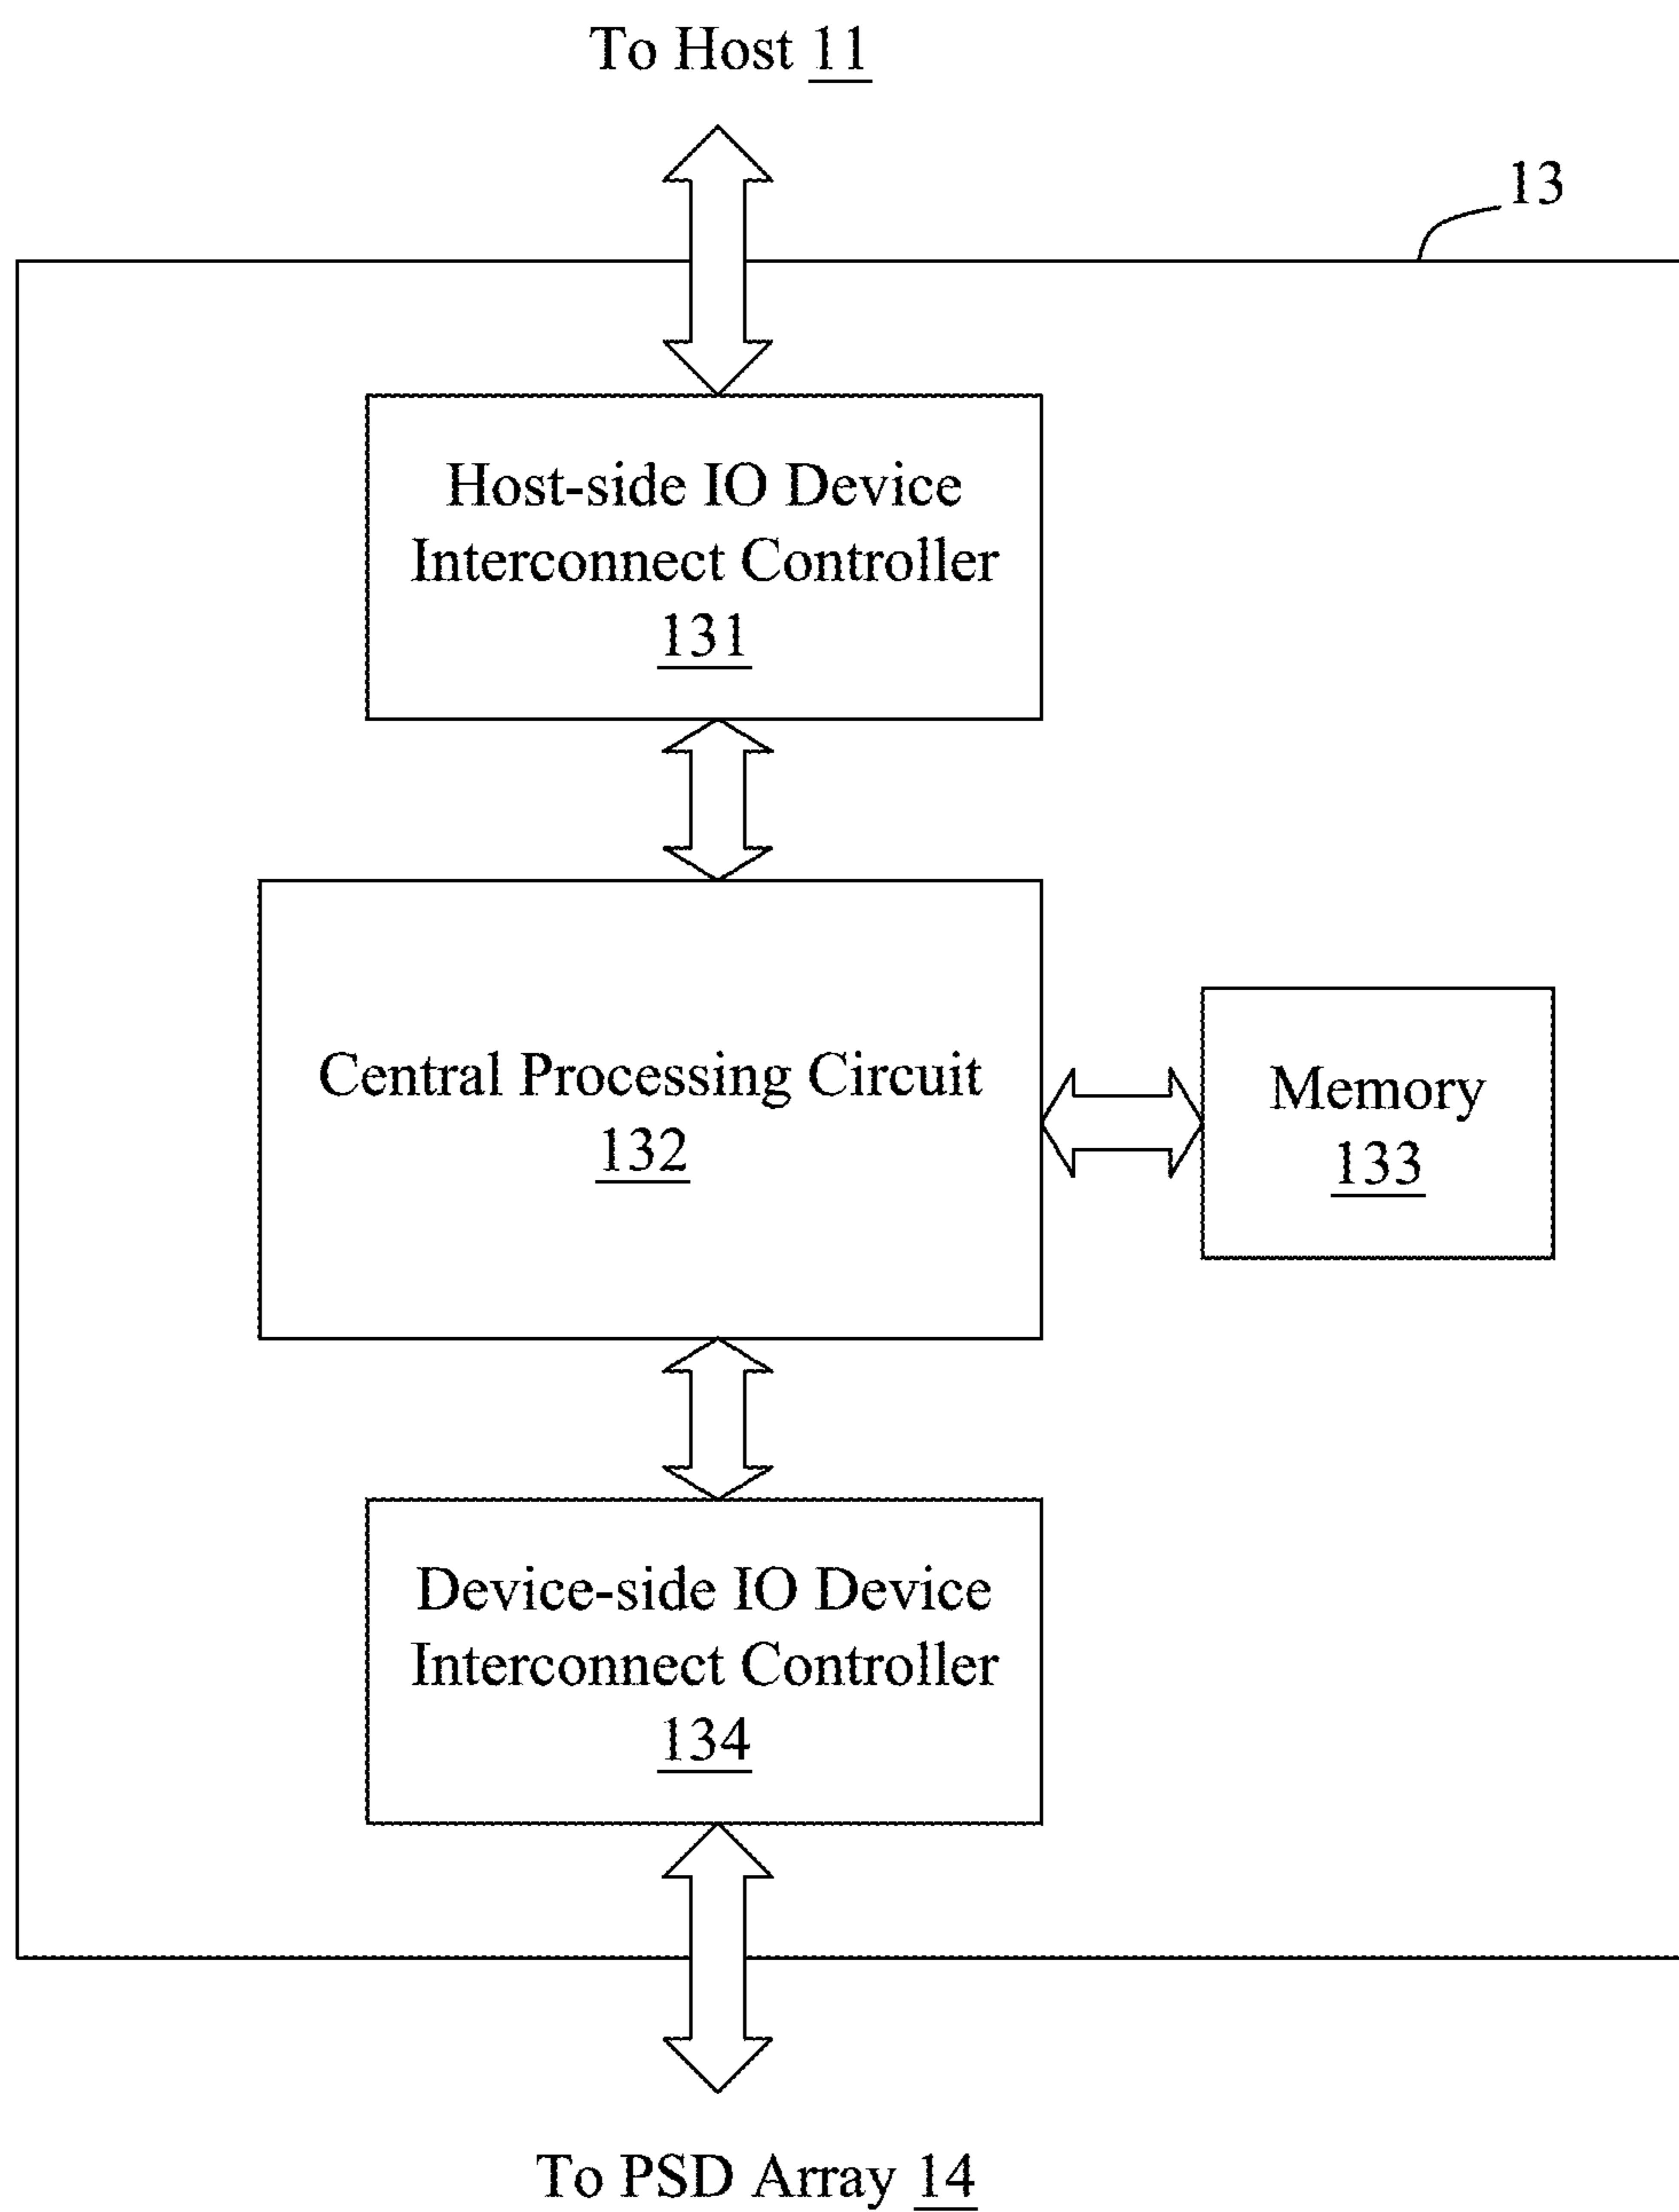 To Host 11
13
Host-side IO Device
Interconnect Controller
131
Central Processing Circuit
132
Memory
133
Device-side IO Device
Interconnect Controller
134
To PSD Array 14